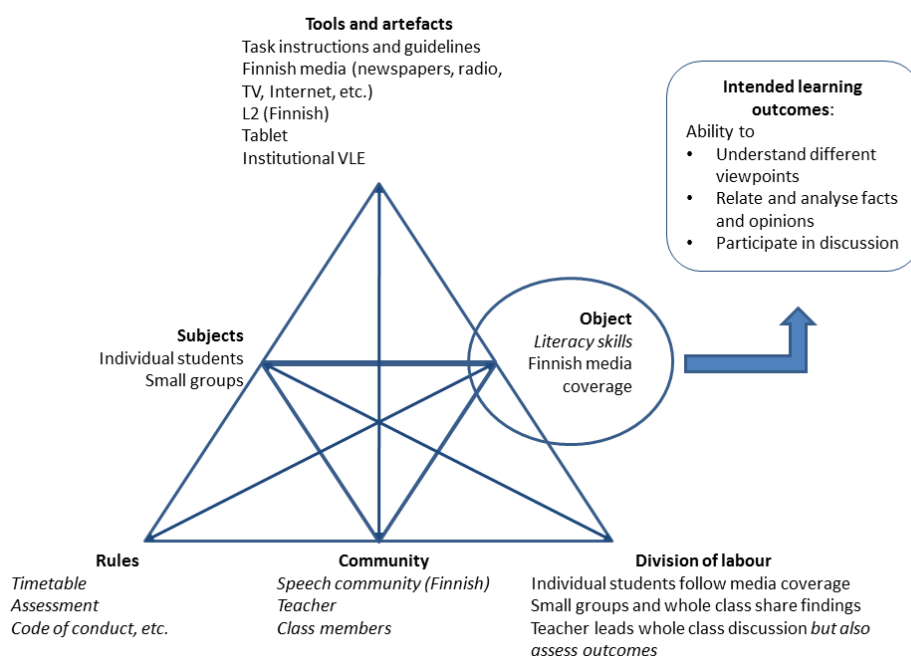 Tools and artefacts
Task instructions and guidelines
Finnish media (newspapers, radio,
TV, Internet, etc.)
L2 (Finnish)
Tablet
Institutional VLE
Intended learning
outcomes:
Ability to
• Understand different
viewpoints
• Relate and analyse facts
and opinions
• Participate in discussion
Subjects
Individual students
Small groups
Object
Literacy skills
Finnish media
coverage
Rules
Timetable
Assessment
Code of conduct, etc.
Community
Speech community (Finnish)
Teacher
Class members
Division of labour
Individual students follow media coverage
Small groups and whole class share findings
Teacher leads whole class discussion but also
assess outcomes